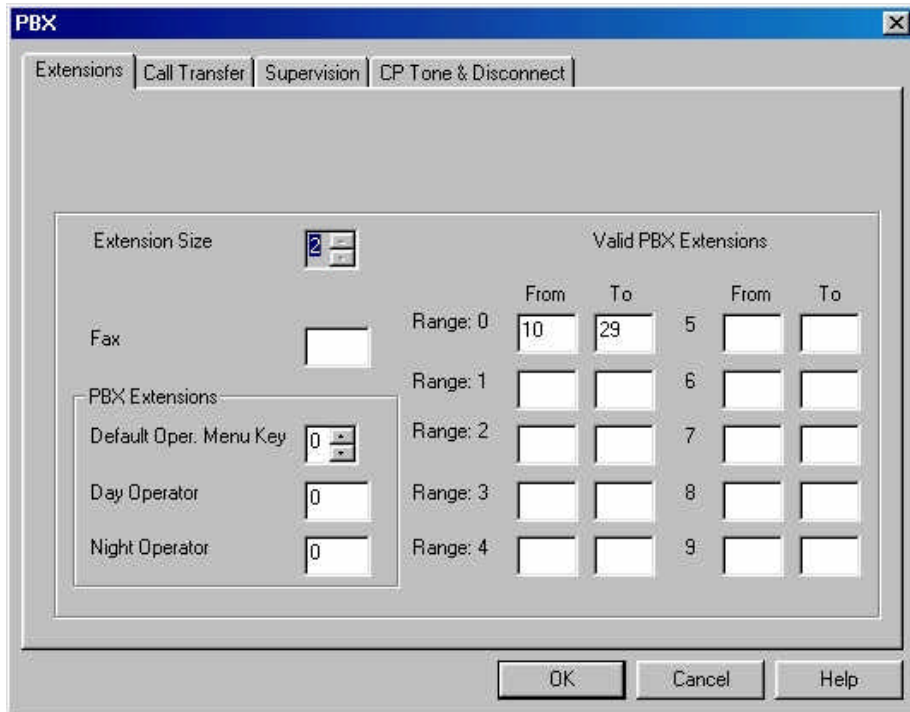 PBX
Extensions Call Transfer Supervision CP Tone & Disconnect
Extension Size 2 Valid PBX Extensions
From To From To
Fax Range: 0 10 29 5
PBX Extensions Range: 1 6
Default Oper. Menu Key 0 Range: 2 7
Day Operator 0 Range: 3 8
Night Operator 0 Range: 4 9
OK Cancel Help